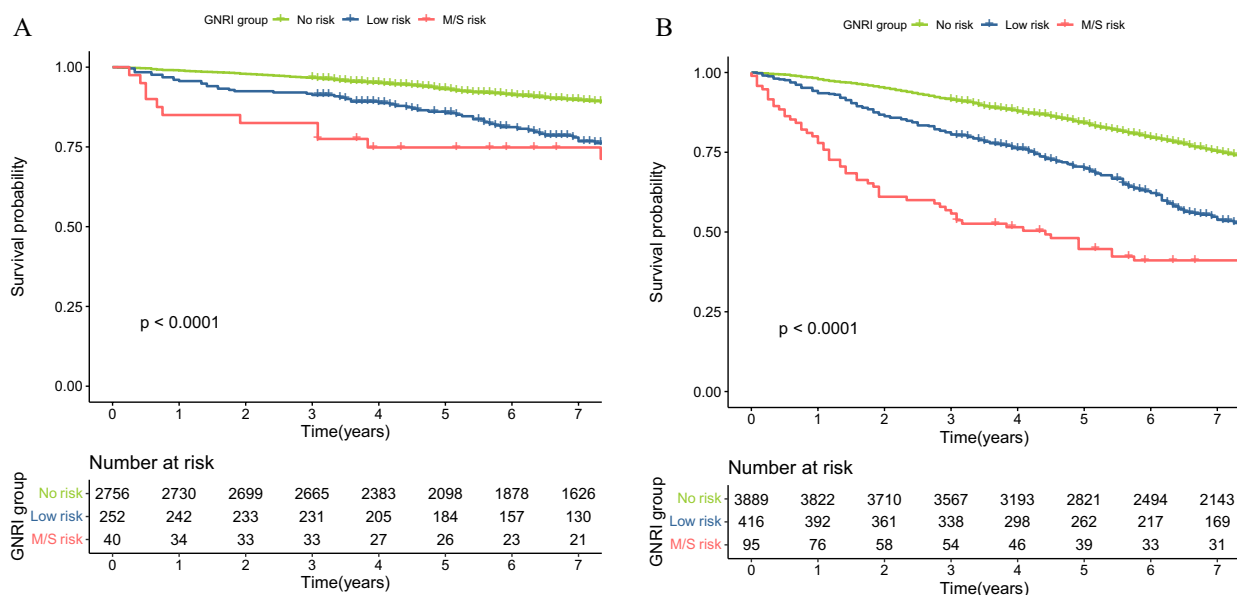 A
GNRI group No risk Low risk M/S risk
1.00
0.75
0.50
0.25
0.00
Survival probability
p < 0.0001
0 1 2 3 4 5 6 7
Time(years)
Number at risk
GNRI group
No risk 2756 2730 2699 2665 2383 2098 1878 1626
Low risk 252 242 233 231 205 184 157 130
M/S risk 40 34 33 33 27 26 23 21
0 1 2 3 4 5 6 7
Time(years)
B
GNRI group No risk Low risk M/S risk
1.00
0.75
0.50
0.25
0.00
Survival probability
p < 0.0001
0 1 2 3 4 5 6 7
Time(years)
Number at risk
GNRI group
No risk 3889 3822 3710 3567 3193 2821 2494 2143
Low risk 416 392 361 338 298 262 217 169
M/S risk 95 76 58 54 46 39 33 31
0 1 2 3 4 5 6 7
Time(years)